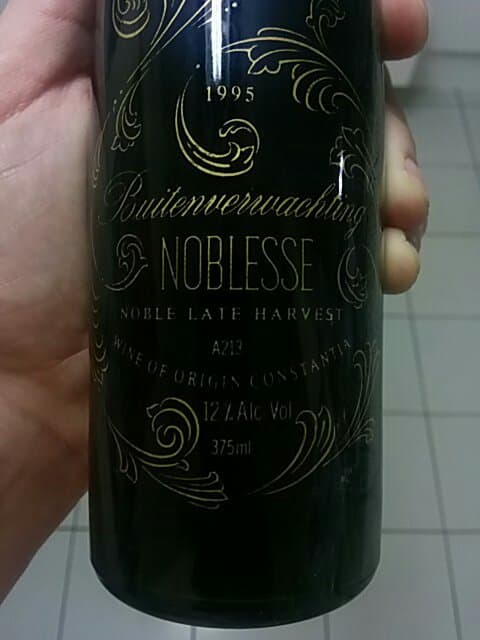 1995
Buitenverwachting
NOBLESSE
NOBLE LATE HARVEST
A213
WINE OF ORIGIN CONSTANTIA
12% Alc Vol
375ml